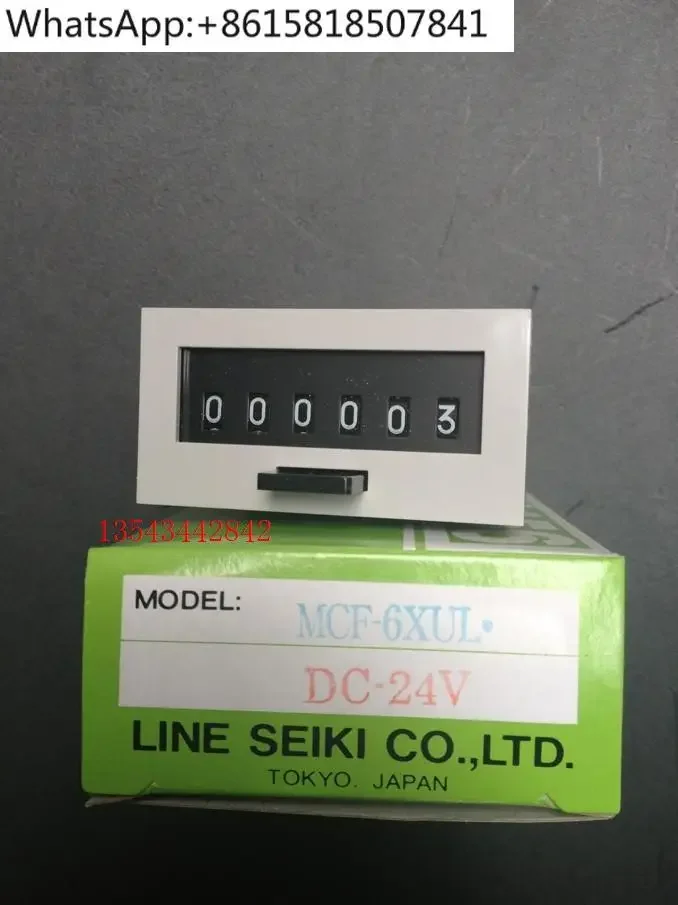 WhatsApp:+8615818507841
000003
13543442842
MODEL: MCF-6XUL·
DC-24V
LINE SEIKI CO.,LTD.
TOKYO. JAPAN